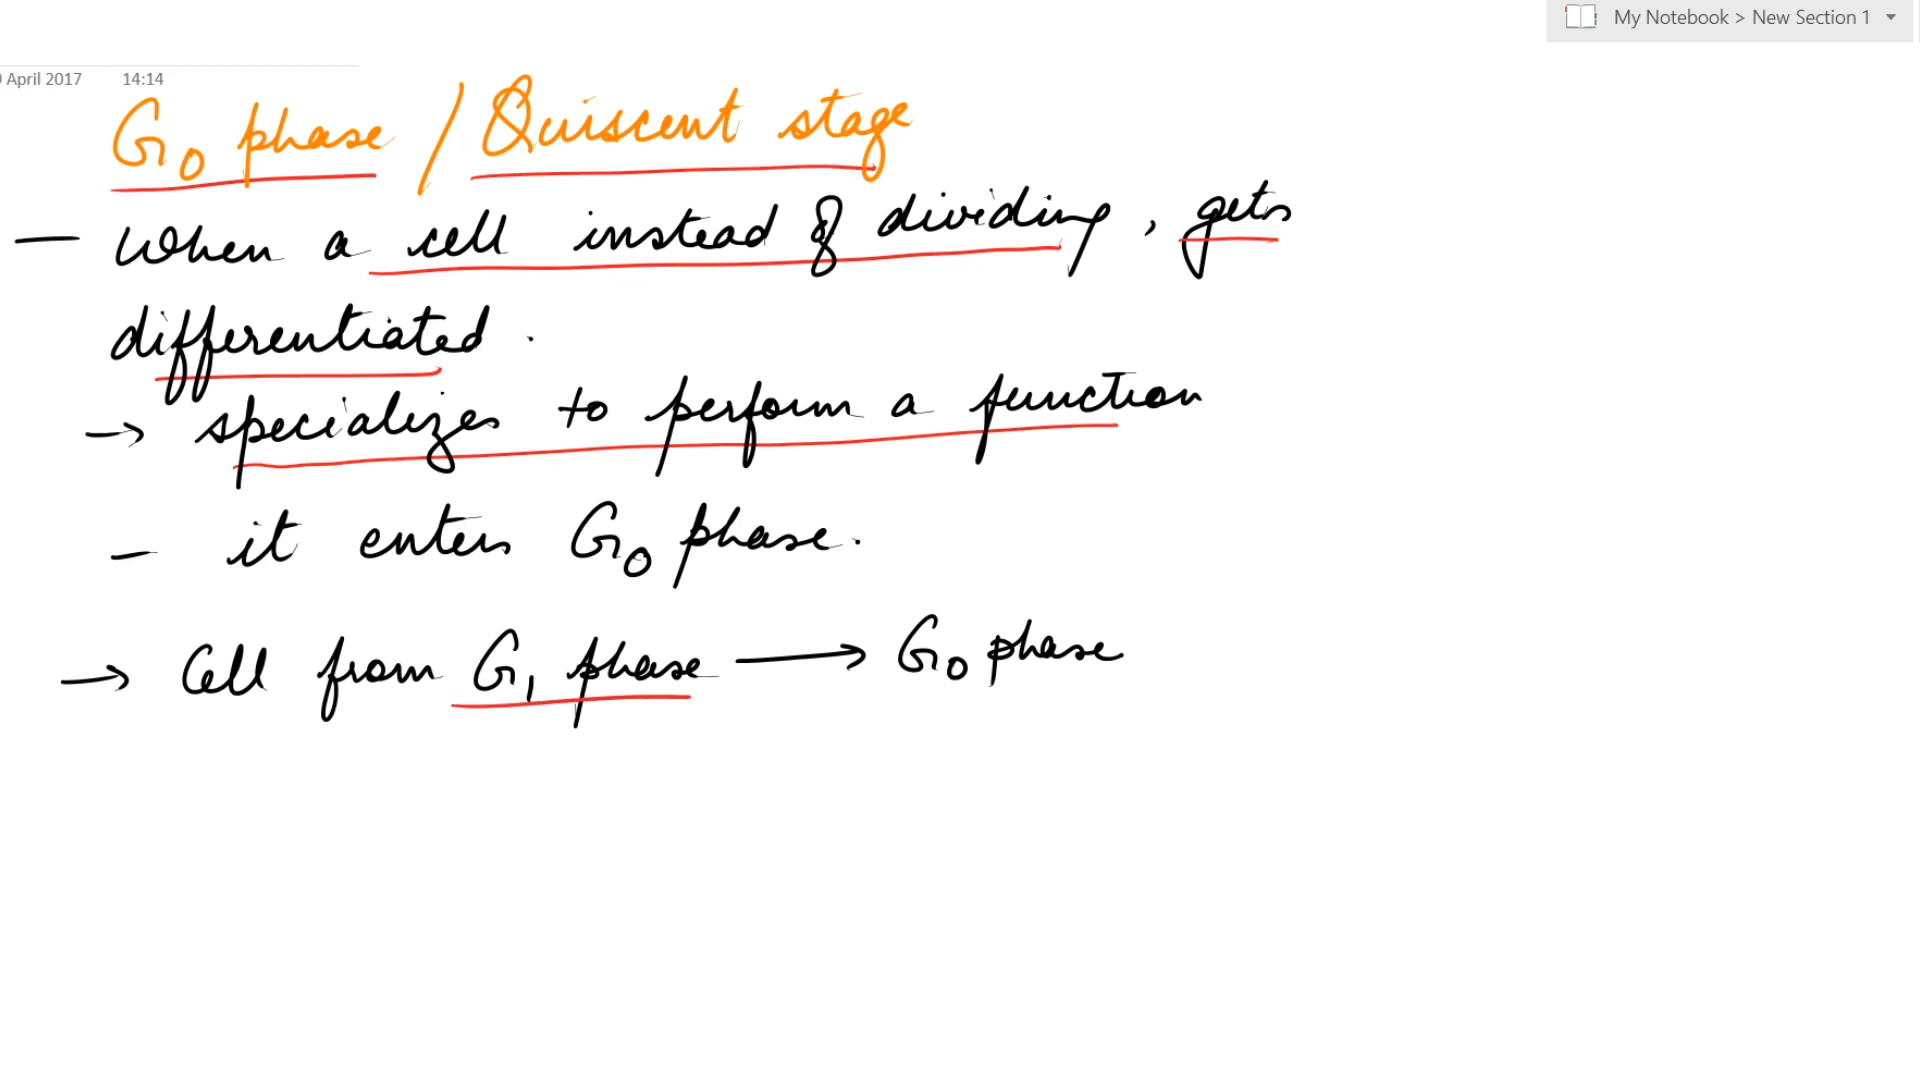 My Notebook > New Section 1
April 2017 14:14
G₀ phase / Quiscent stage
— When a cell instead of dividing, gets
differentiated.
→ specializes to perform a function
– it enters G₀ phase.
→ Cell from G₁ phase ⟶ G₀ phase